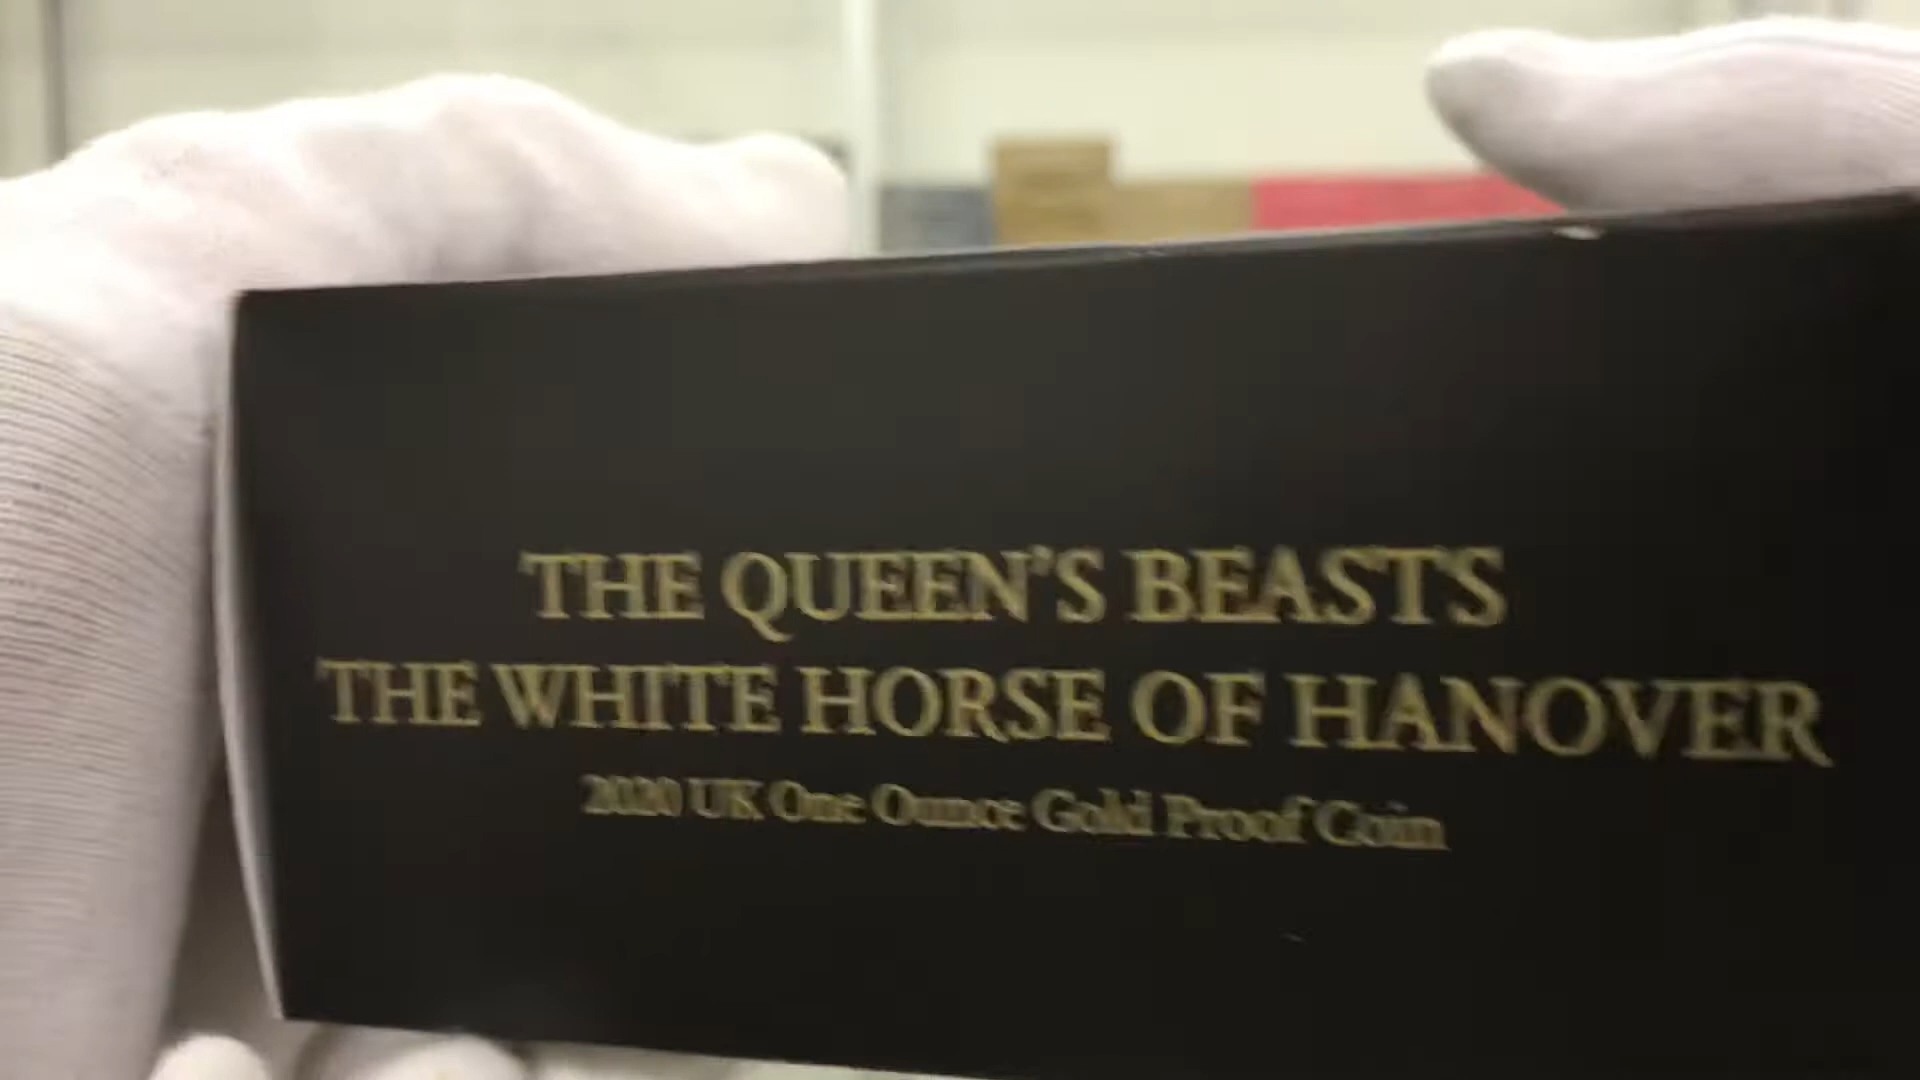 THE QUEEN'S BEASTS
THE WHITE HORSE OF HANOVER
2020 UK One Ounce Gold Proof Coin